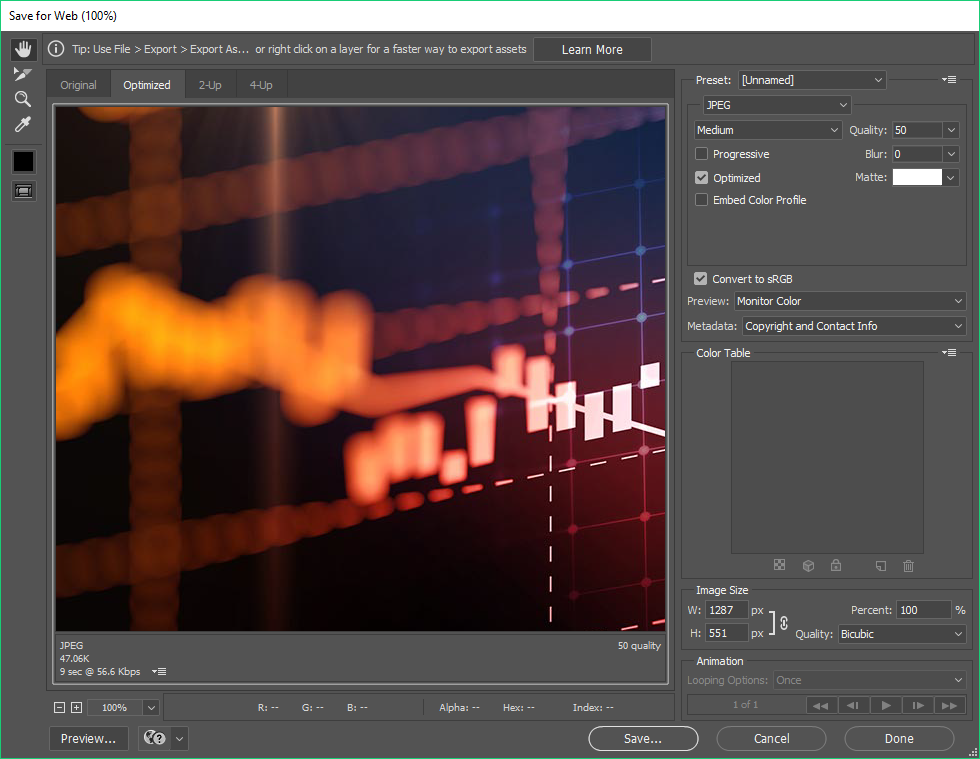 Save for Web (100%)
Tip: Use File > Export > Export As... or right click on a layer for a faster way to export assets
Learn More
Original
Optimized
2-Up
4-Up
Preset: [Unnamed]
JPEG
Medium
Quality: 50
Progressive
Blur: 0
Optimized
Matte:
Embed Color Profile
Convert to sRGB
Preview: Monitor Color
Metadata: Copyright and Contact Info
Color Table
Image Size
W: 1287 px
Percent: 100 %
H: 551 px
Quality: Bicubic
JPEG
50 quality
47.06K
9 sec @ 56.6 Kbps
Animation
Looping Options: Once
1 of 1
100%
R: --
G: --
B: --
Alpha: --
Hex: --
Index: --
Preview...
Save...
Cancel
Done